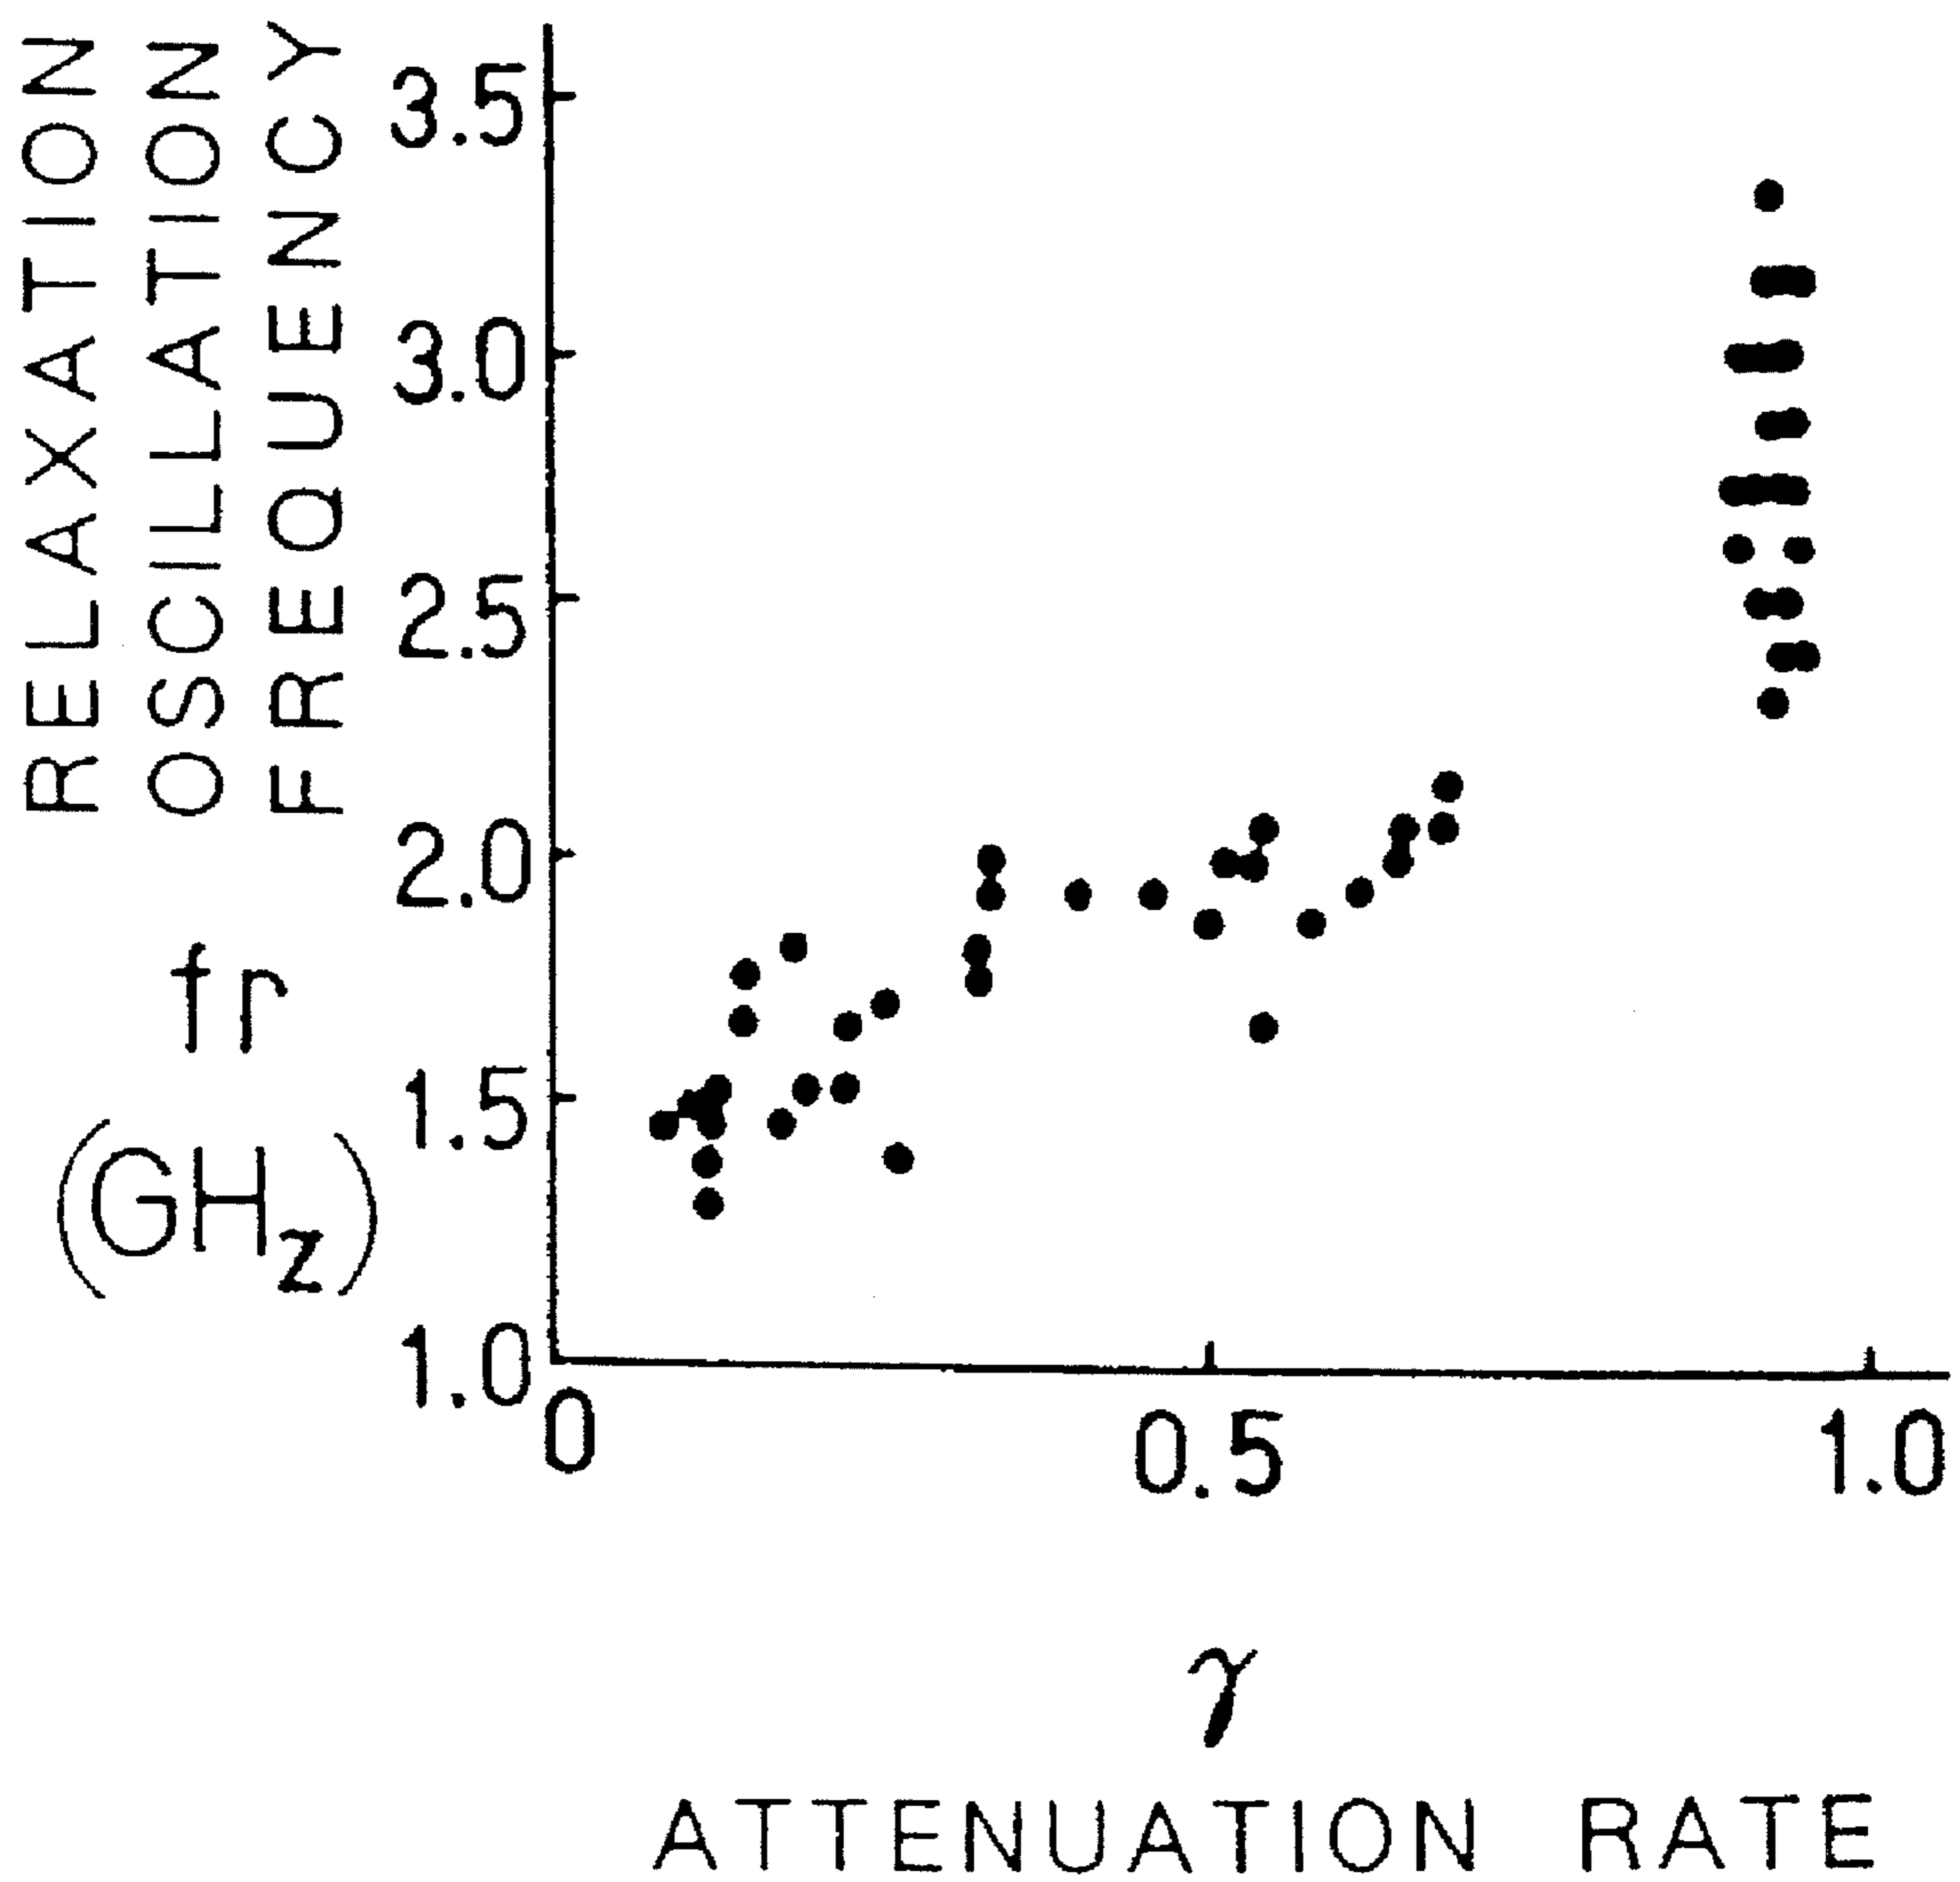 RELAXATION
OSCILLATION
FREQUENCY
fr
(GHz)
3.5
3.0
2.5
2.0
1.5
1.0
0 0.5 1.0
γ
ATTENUATION RATE